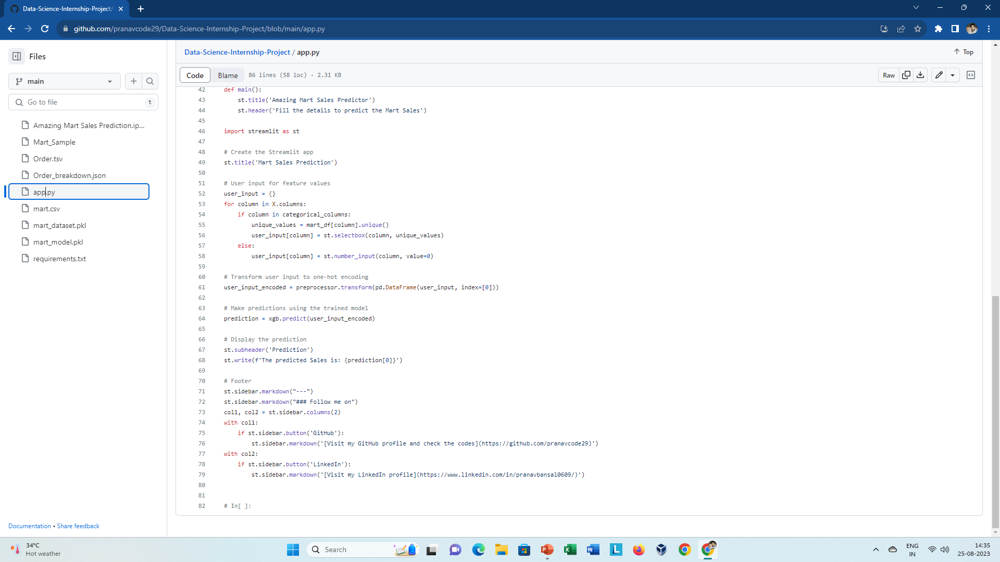 Data-Science-Internship-Project/
github.com/pranavcode29/Data-Science-Internship-Project/blob/main/app.py
Files
main
Go to file
t
Amazing Mart Sales Prediction.ip...
Mart_Sample
Order.tsv
Order_breakdown.json
app.py
mart.csv
mart_dataset.pkl
mart_model.pkl
requirements.txt
Documentation • Share feedback
Data-Science-Internship-Project / app.py
Top
Code Blame 86 lines (58 loc) · 2.31 KB
Raw
42 def main():
43 st.title('Amazing Mart Sales Predictor')
44 st.header('Fill the details to predict the Mart Sales')
45
46 import streamlit as st
47
48 # Create the Streamlit app
49 st.title('Mart Sales Prediction')
50
51 # User input for feature values
52 user_input = {}
53 for column in X.columns:
54 if column in categorical_columns:
55 unique_values = mart_df[column].unique()
56 user_input[column] = st.selectbox(column, unique_values)
57 else:
58 user_input[column] = st.number_input(column, value=0)
59
60 # Transform user input to one-hot encoding
61 user_input_encoded = preprocessor.transform(pd.DataFrame(user_input, index=[0]))
62
63 # Make predictions using the trained model
64 prediction = xgb.predict(user_input_encoded)
65
66 # Display the prediction
67 st.subheader('Prediction')
68 st.write(f'The predicted Sales is: {prediction[0]}')
69
70 # Footer
71 st.sidebar.markdown("---")
72 st.sidebar.markdown("### Follow me on")
73 col1, col2 = st.sidebar.columns(2)
74 with col1:
75 if st.sidebar.button('GitHub'):
76 st.sidebar.markdown('[Visit my GitHub profile and check the codes](https://github.com/pranavcode29)')
77 with col2:
78 if st.sidebar.button('LinkedIn'):
79 st.sidebar.markdown('[Visit my LinkedIn profile](https://www.linkedin.com/in/pranavbansal0609/)')
80
81
82 # In[ ]:
34°C
Hot weather
Search
ENG
IN
14:35
25-08-2023